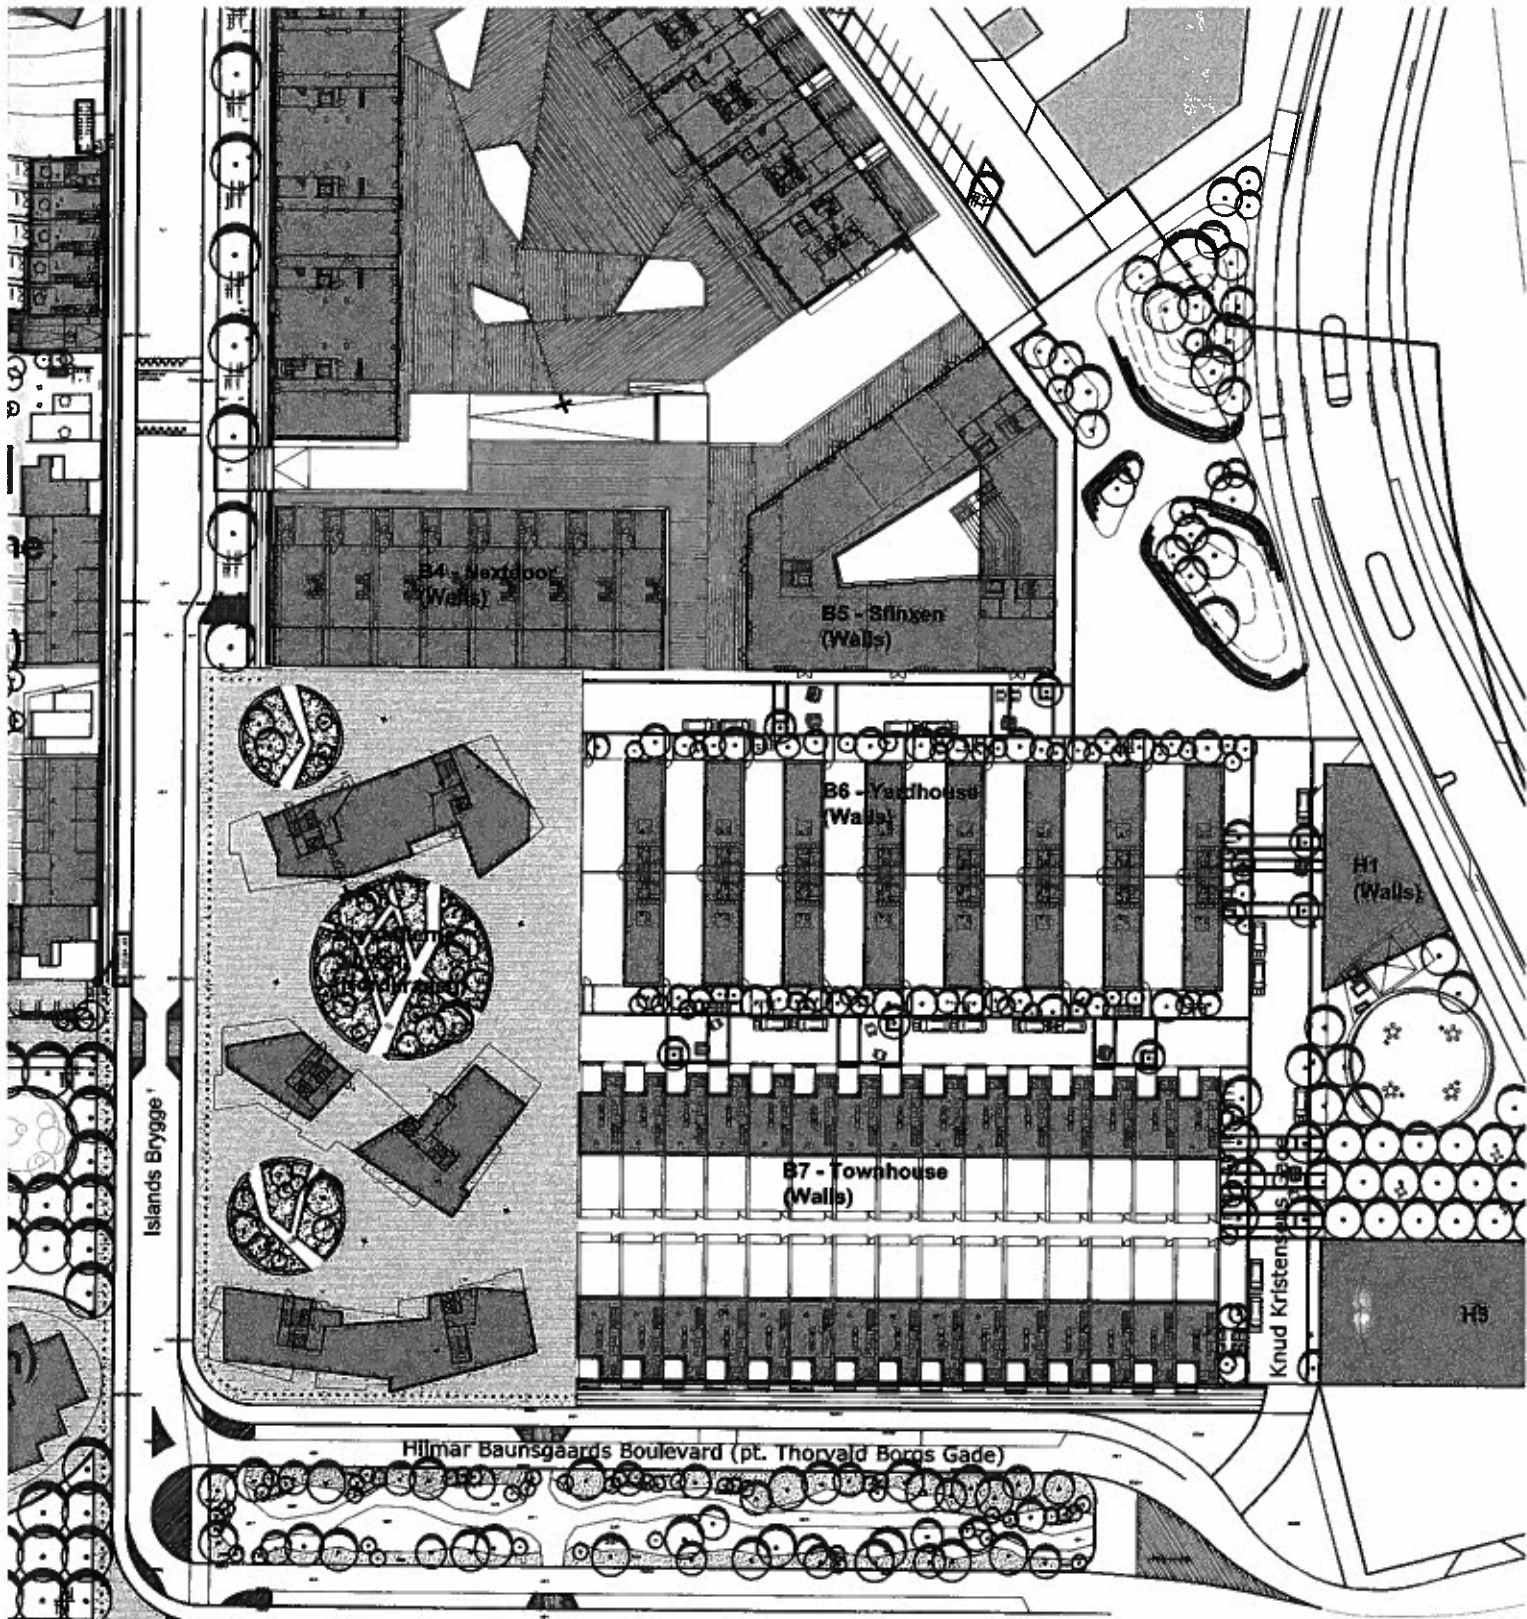 ne
B4 - Nextdoor
(Walls)
B5 - Sfinxen
(Walls)
B6 - Yardhouse
(Walls)
H1
(Walls)
Islands Brygge
B7 - Townhouse
(Walls)
Knud Kristensens Gade
H5
Hilmar Baunsgaards Boulevard (pt. Thorvald Borgs Gade)